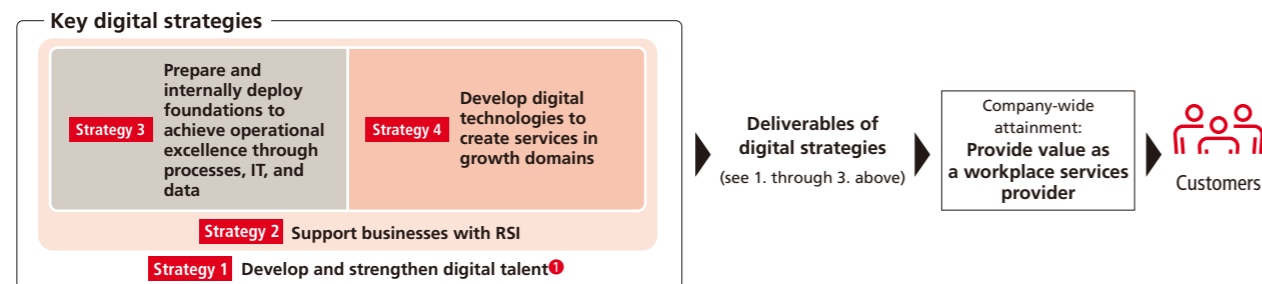 Key digital strategies
Strategy 3
Prepare and
internally deploy
foundations to
achieve operational
excellence through
processes, IT, and
data
Strategy 4
Develop digital
technologies to
create services in
growth domains
Strategy 2 Support businesses with RSI
Strategy 1 Develop and strengthen digital talent❶
Deliverables of
digital strategies
(see 1. through 3. above)
Company-wide
attainment:
Provide value as
a workplace services
provider
Customers